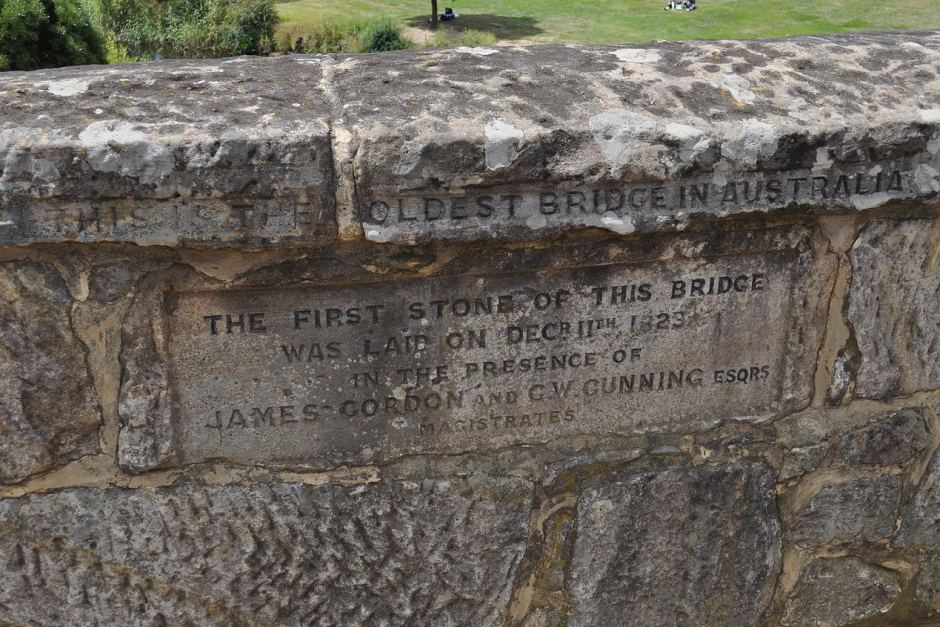 THIS IS THE OLDEST BRIDGE IN AUSTRALIA
THE FIRST STONE OF THIS BRIDGE
WAS LAID ON DECR 11TH 1823
IN THE PRESENCE OF
JAMES GORDON AND G.W. GUNNING ESQRS
MAGISTRATES